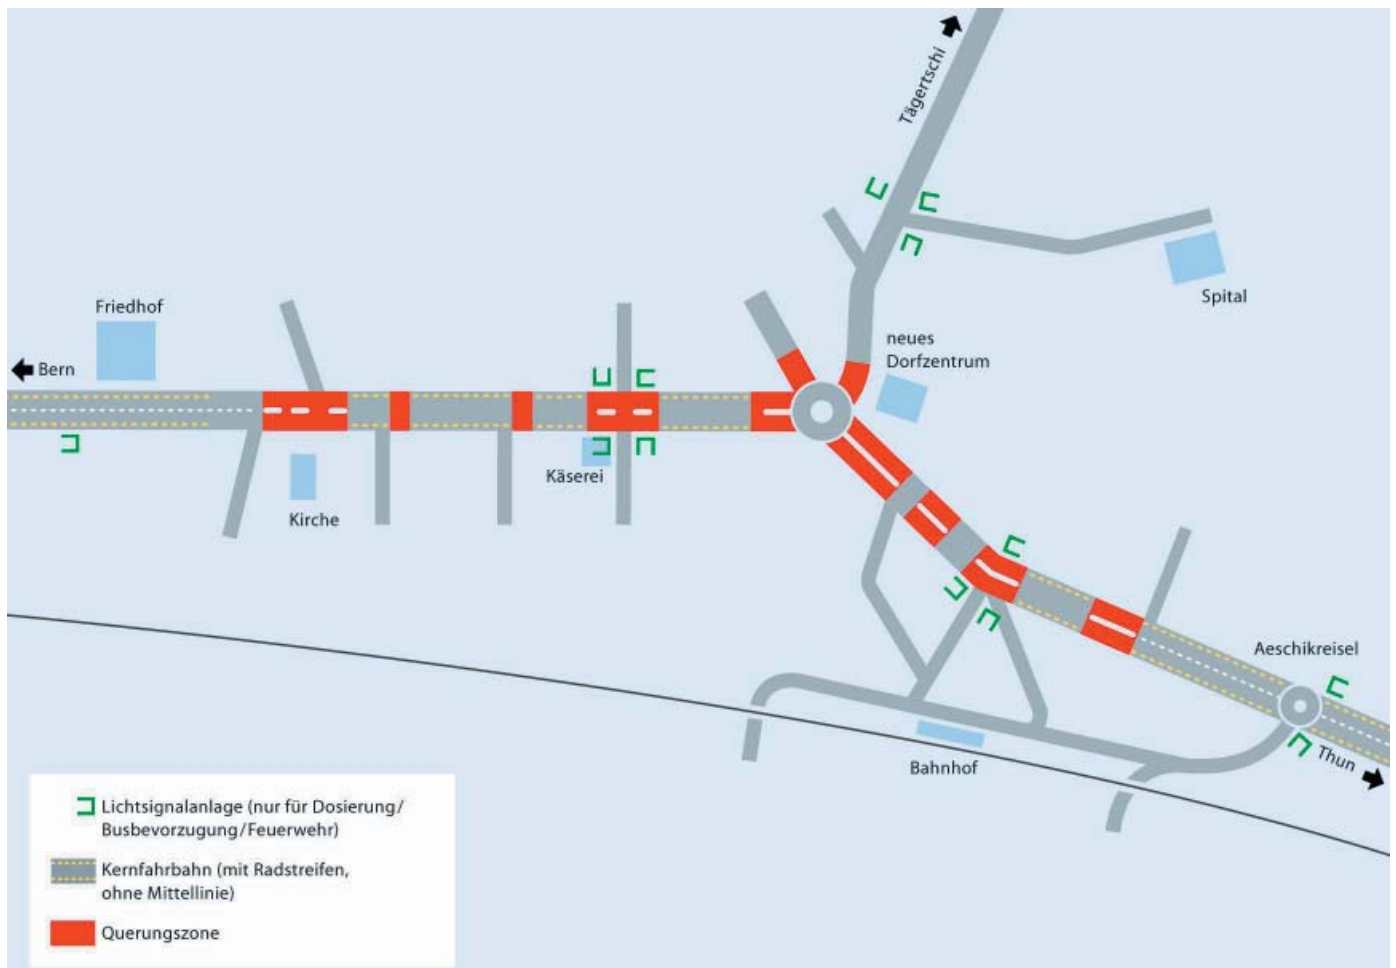 Tägertschi
Friedhof
Bern
Spital
neues
Dorfzentrum
Käserei
Kirche
Aeschikreisel
Thun
Bahnhof
Lichtsignalanlage (nur für Dosierung/
Busbevorzugung/Feuerwehr)
Kernfahrbahn (mit Radstreifen,
ohne Mittellinie)
Querungszone